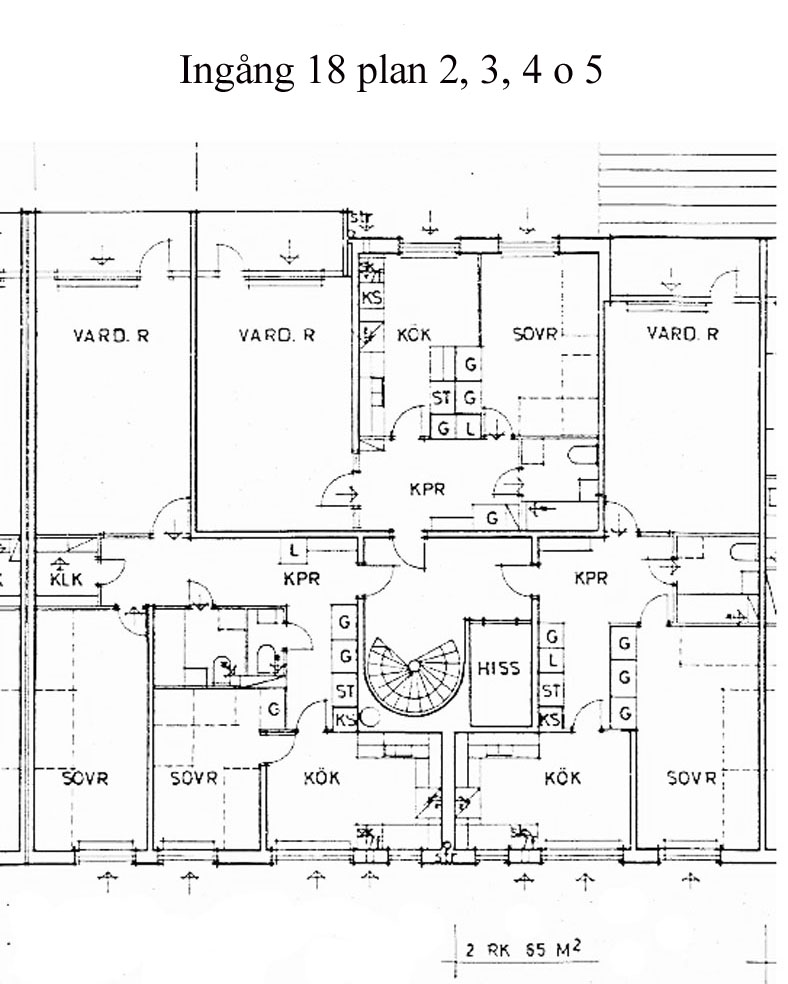 Ingång 18 plan 2, 3, 4 o 5
VARD. R VARD. R KÖK SOVR VARD. R
KS
G
ST G
G L
KPR
G
L
KLK KPR KPR
G G G
G L G
ST HISS ST G
KS KS
G
SOVR SOVR KÖK KÖK SOVR
2 RK 65 M²